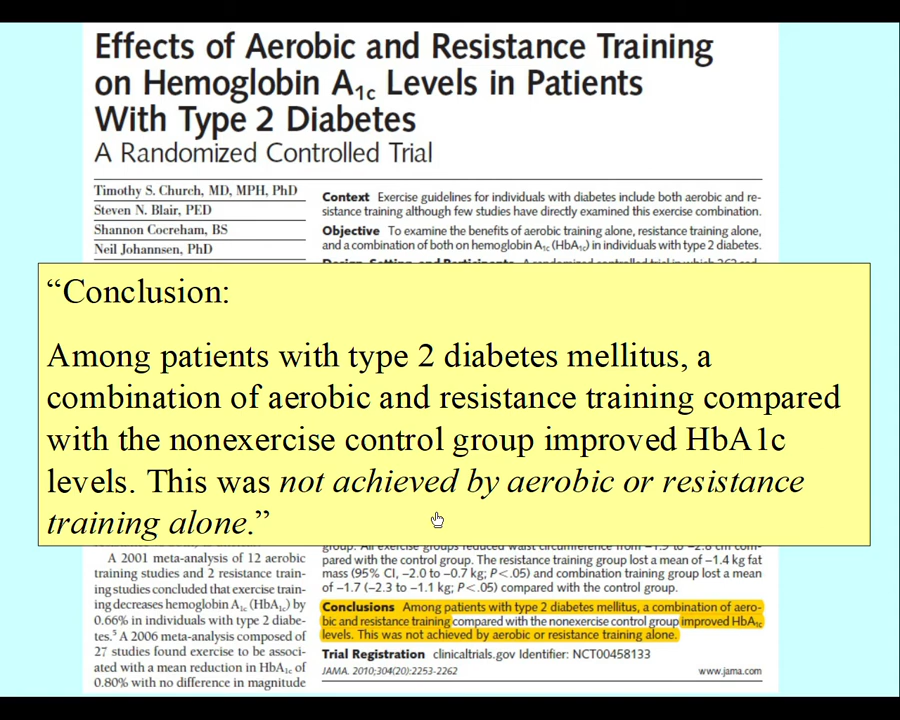 Effects of Aerobic and Resistance Training
on Hemoglobin A1c Levels in Patients
With Type 2 Diabetes
A Randomized Controlled Trial
Timothy S. Church, MD, MPH, PhD
Steven N. Blair, PED
Shannon Cocreham, BS
Neil Johannsen, PhD
Context Exercise guidelines for individuals with diabetes include both aerobic and re-
sistance training although few studies have directly examined this exercise combination.
Objective To examine the benefits of aerobic training alone, resistance training alone,
and a combination of both on hemoglobin A1c (HbA1c) in individuals with type 2 diabetes.
“Conclusion:
Among patients with type 2 diabetes mellitus, a
combination of aerobic and resistance training compared
with the nonexercise control group improved HbA1c
levels. This was not achieved by aerobic or resistance
training alone.”
A 2001 meta-analysis of 12 aerobic
training studies and 2 resistance train-
ing studies concluded that exercise train-
ing decreases hemoglobin A1c (HbA1c) by
0.66% in individuals with type 2 diabe-
tes.5 A 2006 meta-analysis composed of
27 studies found exercise to be associ-
ated with a mean reduction in HbA1c of
0.80% with no difference in magnitude
pared with the control group. The resistance training group lost a mean of −1.4 kg fat
mass (95% CI, −2.0 to −0.7 kg; P<.05) and combination training group lost a mean
of −1.7 (−2.3 to −1.1 kg; P<.05) compared with the control group.
Conclusions Among patients with type 2 diabetes mellitus, a combination of aero-
bic and resistance training compared with the nonexercise control group improved HbA1c
levels. This was not achieved by aerobic or resistance training alone.
Trial Registration clinicaltrials.gov Identifier: NCT00458133
JAMA. 2010;304(20):2253-2262
www.jama.com